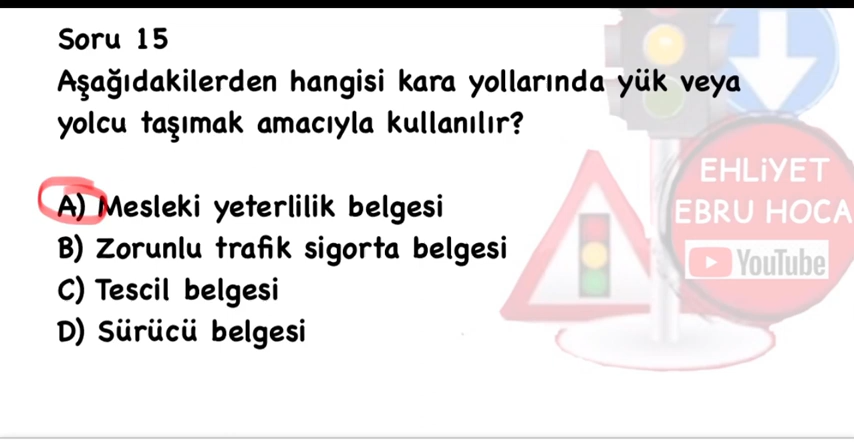 Soru 15
Aşağıdakilerden hangisi kara yollarında yük veya
yolcu taşımak amacıyla kullanılır?
A) Mesleki yeterlilik belgesi
B) Zorunlu trafik sigorta belgesi
C) Tescil belgesi
D) Sürücü belgesi
EHLİYET
EBRU HOCA
YouTube